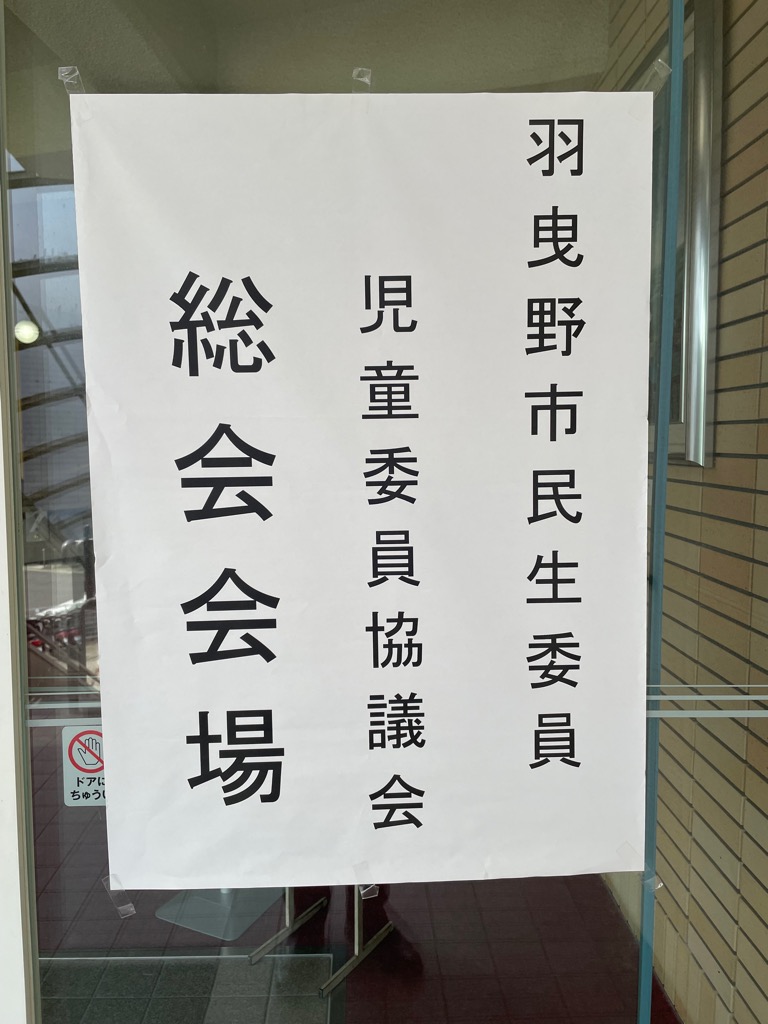 羽曳野市民生委員
児童委員協議会
総会会場
ドアに
ちゅうい